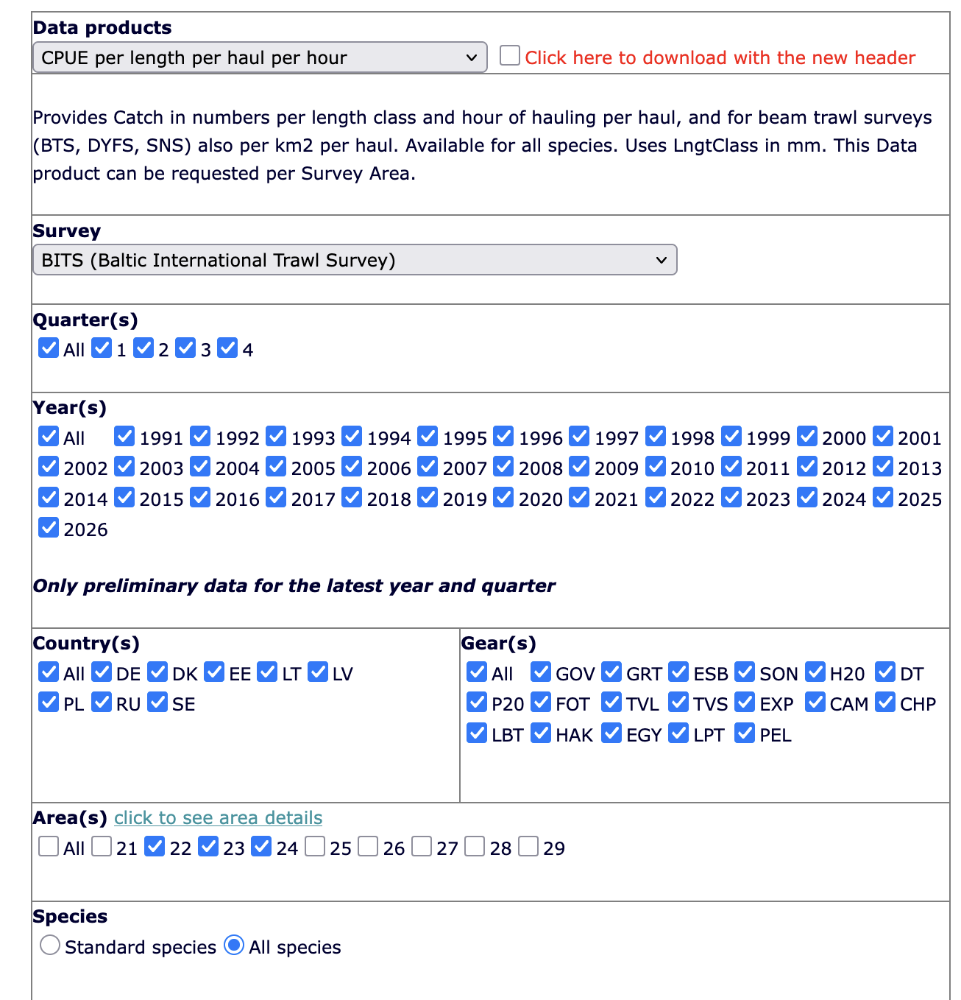 Data products
CPUE per length per haul per hour Click here to download with the new header
Provides Catch in numbers per length class and hour of hauling per haul, and for beam trawl surveys
(BTS, DYFS, SNS) also per km2 per haul. Available for all species. Uses LngtClass in mm. This Data
product can be requested per Survey Area.
Survey
BITS (Baltic International Trawl Survey)
Quarter(s)
All 1 2 3 4
Year(s)
All 1991 1992 1993 1994 1995 1996 1997 1998 1999 2000 2001
2002 2003 2004 2005 2006 2007 2008 2009 2010 2011 2012 2013
2014 2015 2016 2017 2018 2019 2020 2021 2022 2023 2024 2025
2026
Only preliminary data for the latest year and quarter
Country(s)
All DE DK EE LT LV
PL RU SE
Gear(s)
All GOV GRT ESB SON H20 DT
P20 FOT TVL TVS EXP CAM CHP
LBT HAK EGY LPT PEL
Area(s) click to see area details
All 21 22 23 24 25 26 27 28 29
Species
Standard species All species